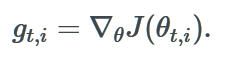 g_{t,i} = ∇_θ J(θ_{t,i}).